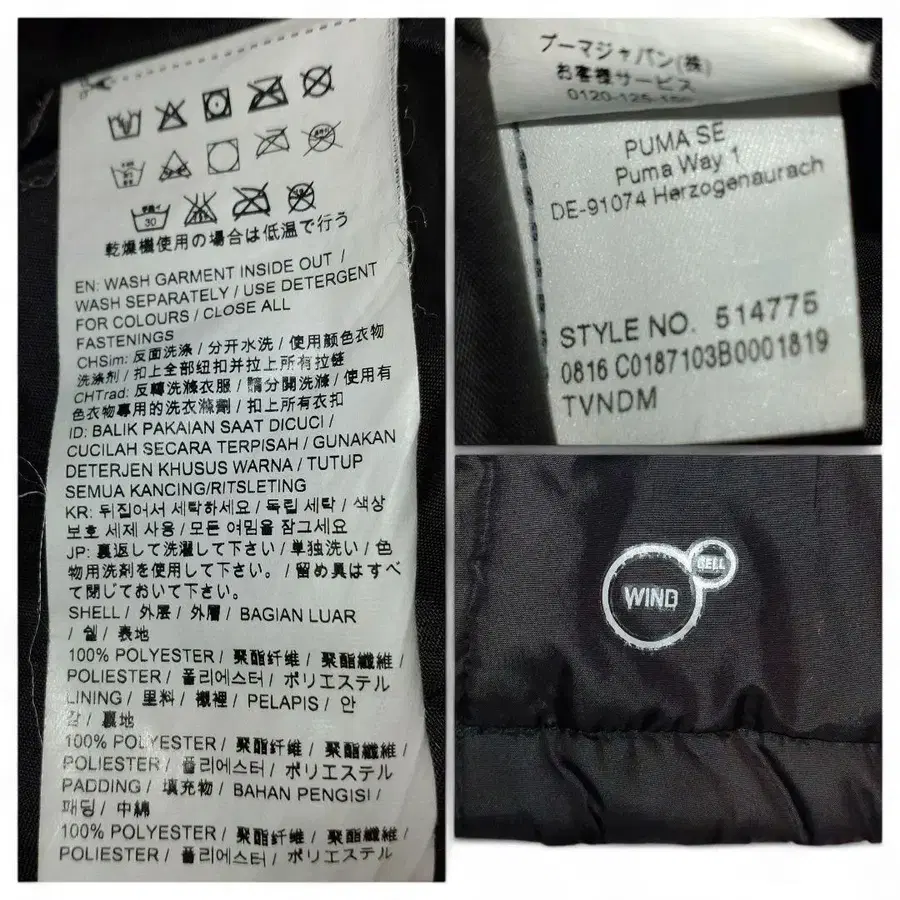 30
乾燥機使用の場合は低温で行う
EN: WASH GARMENT INSIDE OUT /
WASH SEPARATELY / USE DETERGENT
FOR COLOURS / CLOSE ALL
FASTENINGS
CHSim: 反面洗涤 / 分开水洗 / 使用颜色衣物
洗涤剂 / 扣上全部纽扣并拉上所有拉链
CHTrad: 反轉洗滌衣服 / 請分開洗滌 / 使用有
色衣物專用的洗衣滌劑 / 扣上所有衣扣
ID: BALIK PAKAIAN SAAT DICUCI /
CUCILAH SECARA TERPISAH / GUNAKAN
DETERJEN KHUSUS WARNA / TUTUP
SEMUA KANCING/RITSLETING
KR: 뒤집어서 세탁하세요 / 독립 세탁 / 색상
보호 세제 사용 / 모든 여밈을 잠그세요
JP: 裏返して洗濯して下さい / 単独洗い / 色
物用洗剤を使用して下さい。 / 留め具はすべ
て閉じておいて下さい。
SHELL / 外层 / 外層 / BAGIAN LUAR
/ 쉘 / 表地
100% POLYESTER / 聚酯纤维 / 聚酯纖維 /
POLIESTER / 폴리에스터 / ポリエステル
LINING / 里料 / 襯裡 / PELAPIS / 안
감 / 裏地
100% POLYESTER / 聚酯纤维 / 聚酯纖維 /
POLIESTER / 폴리에스터 / ポリエステル
PADDING / 填充物 / BAHAN PENGISI /
패딩 / 中綿
100% POLYESTER / 聚酯纤维 / 聚酯纖維 /
POLIESTER / 폴리에스터 / ポリエステル
プーマジャパン(株)
お客様サービス
PUMA SE
Puma Way 1
DE-91074 Herzogenaurach
STYLE NO. 514775
0816 C0187103B0001819
TVNDM
WIND
CELL